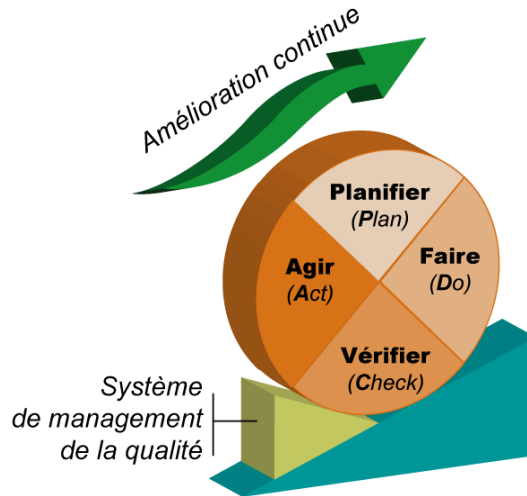 Amélioration continue
Planifier
(Plan)
Faire
(Do)
Agir
(Act)
Vérifier
(Check)
Système
de management
de la qualité